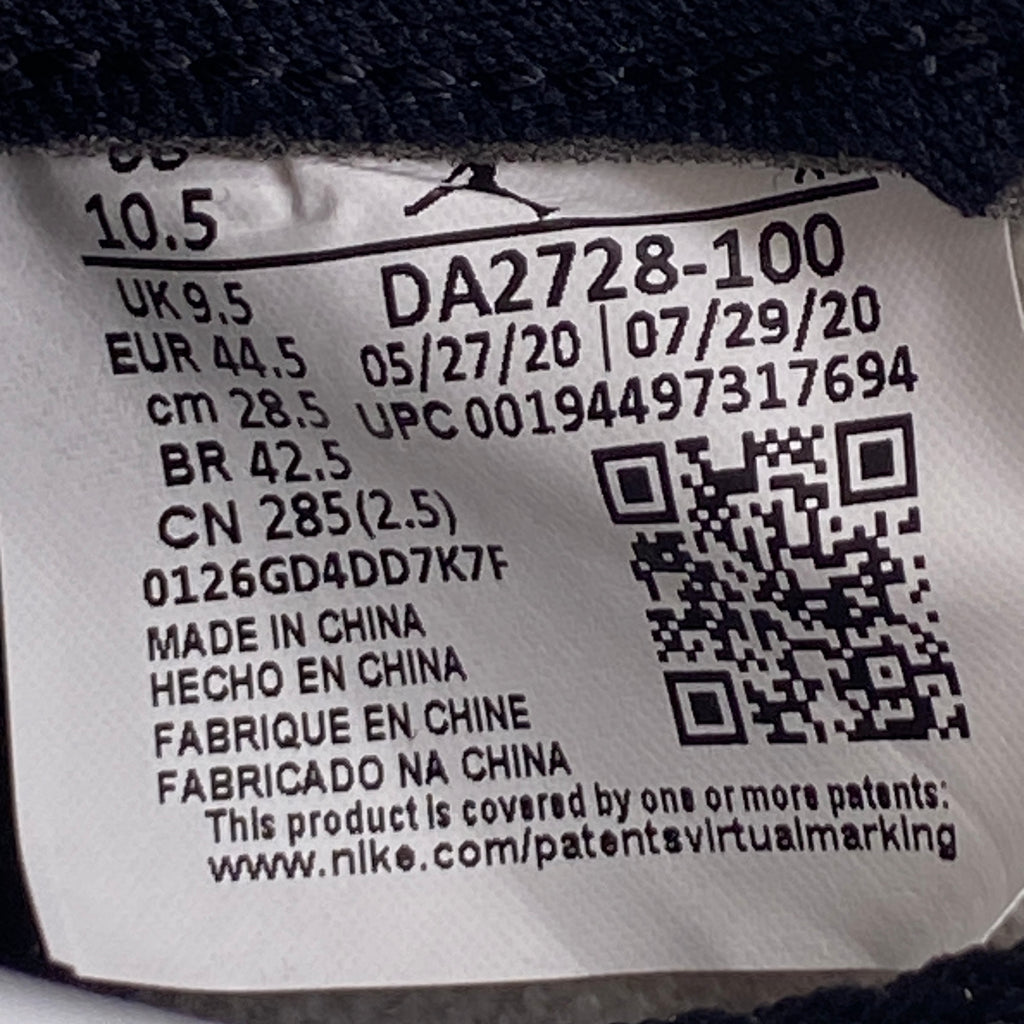 US
10.5
UK 9.5
EUR 44.5
cm 28.5
BR 42.5
CN 285(2.5)
0126GD4DD7K7F
MADE IN CHINA
HECHO EN CHINA
FABRIQUE EN CHINE
FABRICADO NA CHINA
DA2728-100
05/27/20 | 07/29/20
UPC 00194497317694
This product is covered by one or more patents:
www.nike.com/patentsvirtualmarking